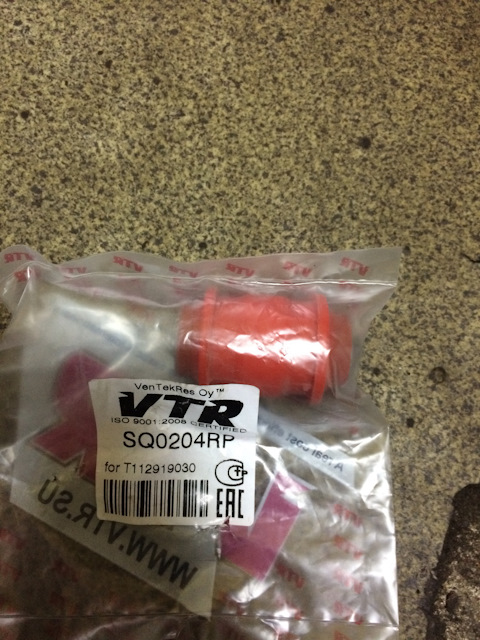 VTR VTR VTR VTR
VenTekRes Oy™
VTR
ISO 9001:2008 CERTIFIED
SQ0204RP
for T112919030
EAC
WWW.VTR.SU